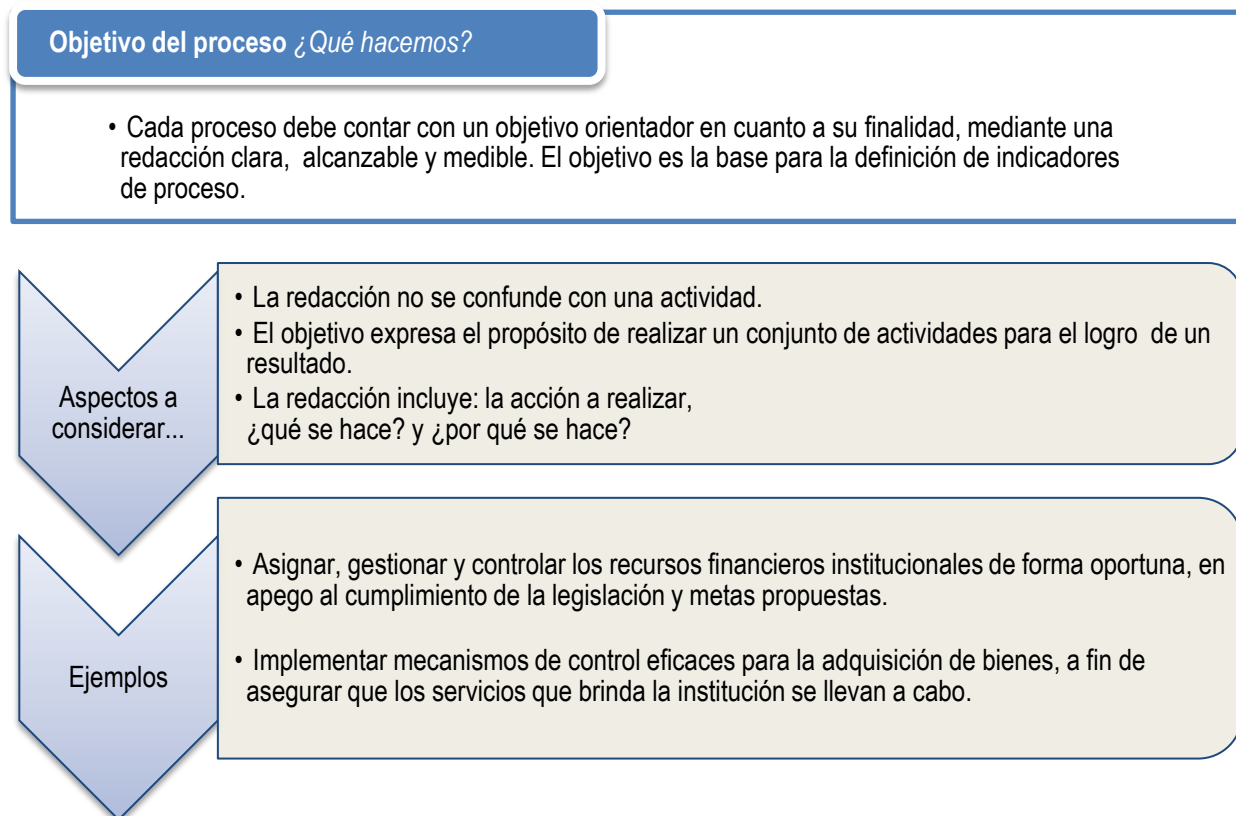 Objetivo del proceso ¿Qué hacemos?
• Cada proceso debe contar con un objetivo orientador en cuanto a su finalidad, mediante una
redacción clara, alcanzable y medible. El objetivo es la base para la definición de indicadores
de proceso.
Aspectos a
considerar...
• La redacción no se confunde con una actividad.
• El objetivo expresa el propósito de realizar un conjunto de actividades para el logro de un
resultado.
• La redacción incluye: la acción a realizar,
¿qué se hace? y ¿por qué se hace?
Ejemplos
• Asignar, gestionar y controlar los recursos financieros institucionales de forma oportuna, en
apego al cumplimiento de la legislación y metas propuestas.
• Implementar mecanismos de control eficaces para la adquisición de bienes, a fin de
asegurar que los servicios que brinda la institución se llevan a cabo.